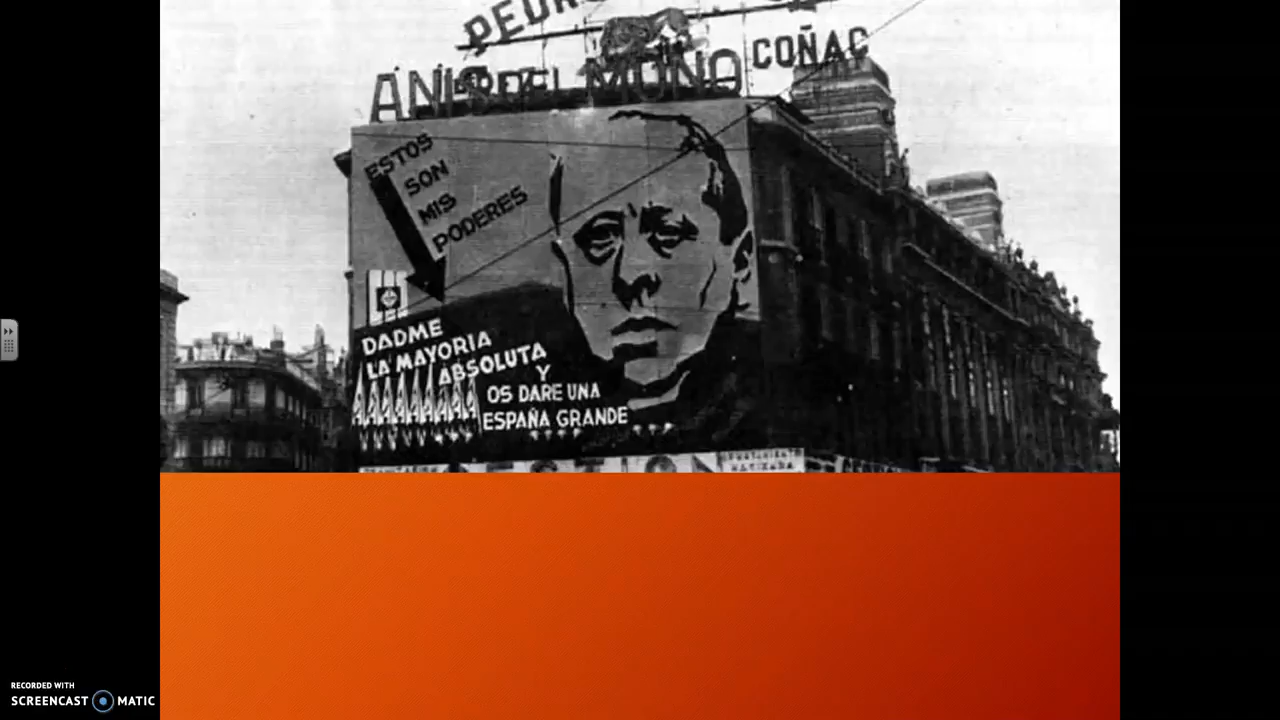 PEDR
ANIS DEL MONO
COÑAC
ESTOS
SON
MIS
PODERES
DADME
LA MAYORIA
ABSOLUTA
Y
OS DARE UNA
ESPAÑA GRANDE
RECORDED WITH
SCREENCAST MATIC